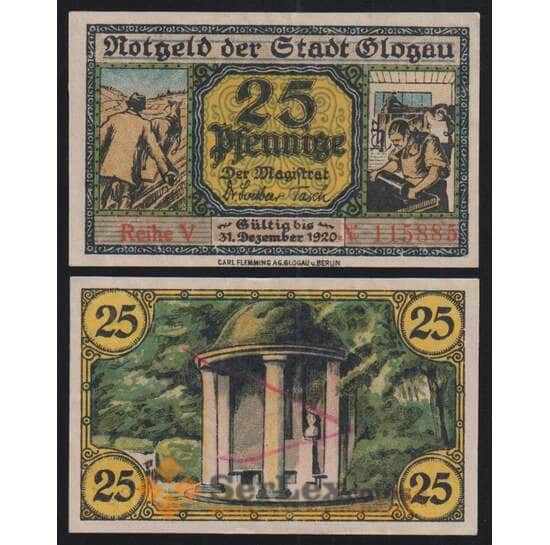 Notgeld der Stadt Glogau
25
Pfennige
Der Magistrat
Reihe V
Gültig bis
31. Dezember 1920
№ 115885
CARL FLEMMING A.G. GLOGAU u. BERLIN
25 25
25 25